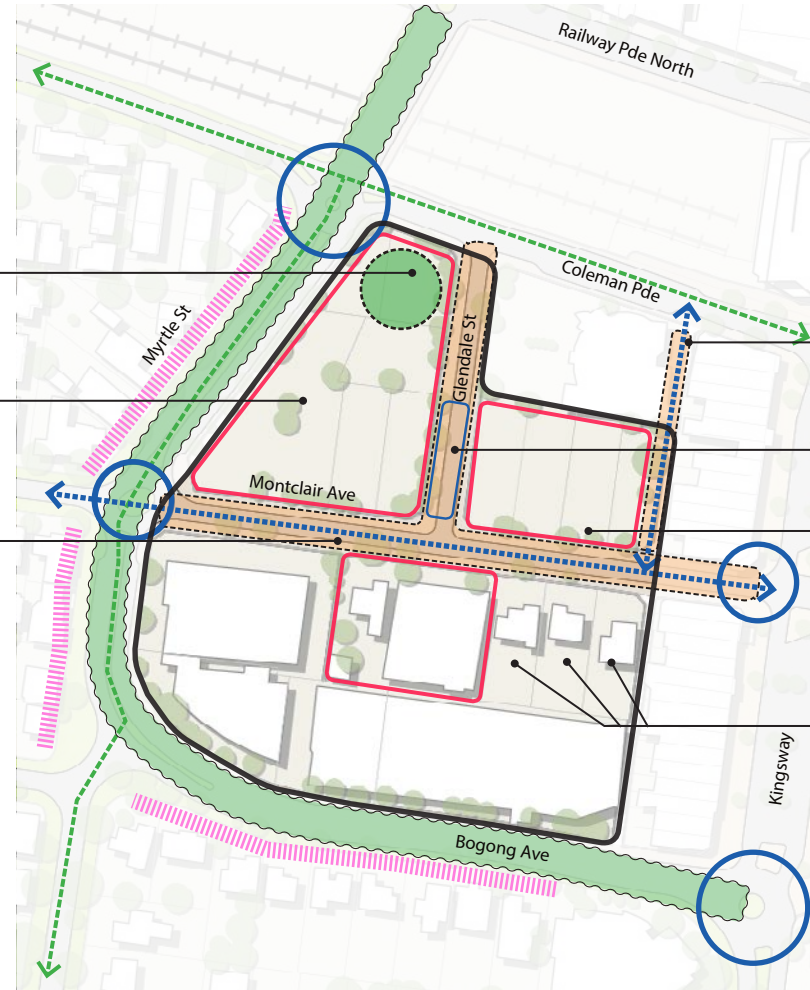 Railway Pde North
Coleman Pde
Myrtle St
Glendale St
Montclair Ave
Kingsway
Bogong Ave